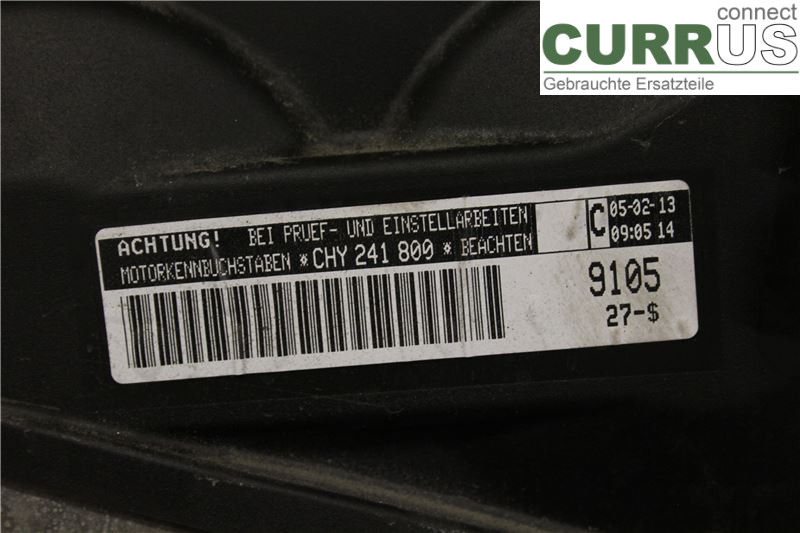 connect
CURRUS
Gebrauchte Ersatzteile
ACHTUNG! BEI PRUEF- UND EINSTELLARBEITEN
MOTORKENNBUCHSTABEN * CHY 241 800 * BEACHTEN
C 05-02-13
09:05 14
9105
27-$